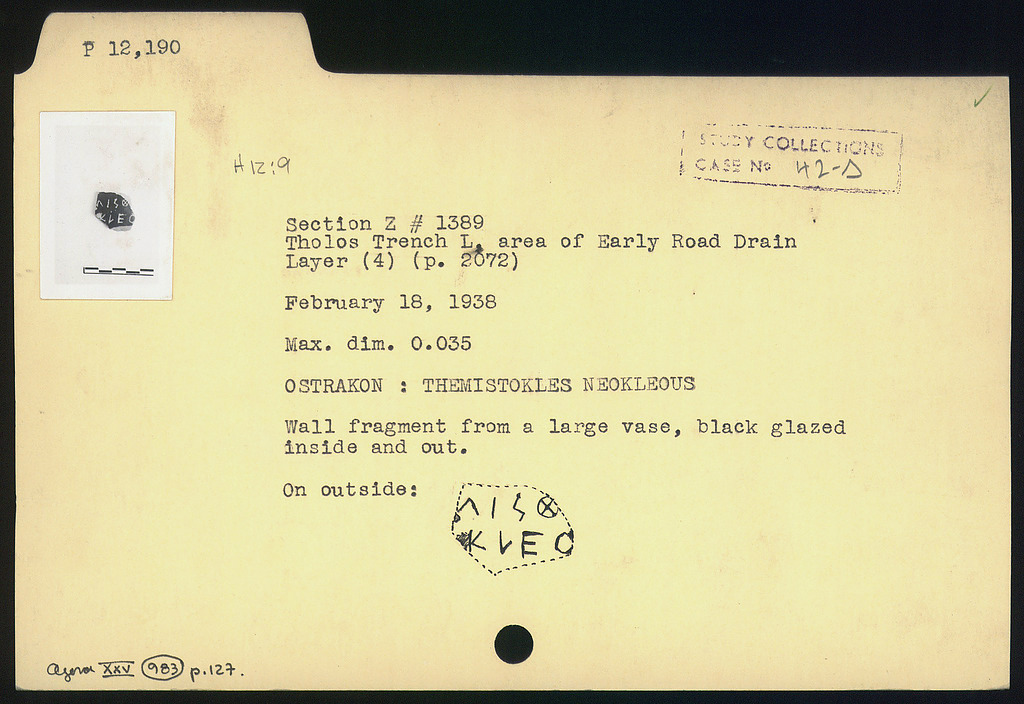 P 12,190
H 12:9
STUDY COLLECTIONS
CASE No 42-Δ
Section Z # 1389
Tholos Trench L, area of Early Road Drain
Layer (4) (p. 2072)
February 18, 1938
Max. dim. 0.035
OSTRAKON : THEMISTOKLES NEOKLEOUS
Wall fragment from a large vase, black glazed
inside and out.
On outside:
ΛΙϟ⊗
KLEO
Agora XXV 983 p.127.